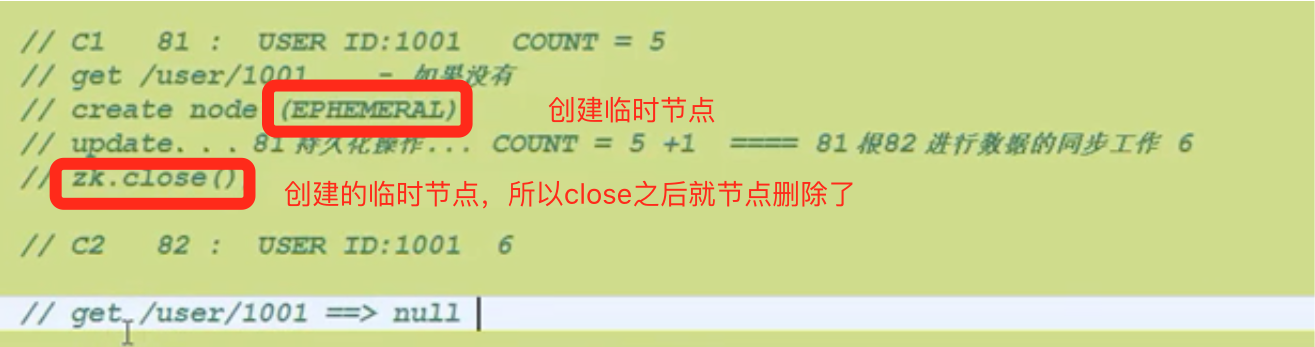 // C1 81 : USER ID:1001 COUNT = 5
// get /user/1001 - 如果没有
// create node (EPHEMERAL) 创建临时节点
// update... 81 持久化操作... COUNT = 5 +1 ==== 81 报82 进行数据的同步工作 6
// zk.close() 创建的临时节点，所以close之后就节点删除了
// C2 82 : USER ID:1001 6
// get /user/1001 ==> null